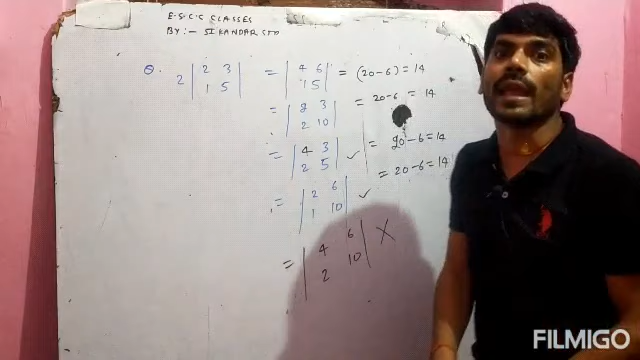 E.S.C.C CLASSES
BY:- SIKANDAR
Q. 2 | 2 3 | = | 4 6 | = (20-6) = 14
| 1 5 | | 1 5 |
= | 2 3 | = 20-6 = 14
| 2 10 |
= | 4 3 | ✓ = 20-6=14
| 2 5 | = 20-6=14
= | 2 6 | ✓
| 1 10 |
= | 4 6 | X
| 2 10 |
FILMIGO